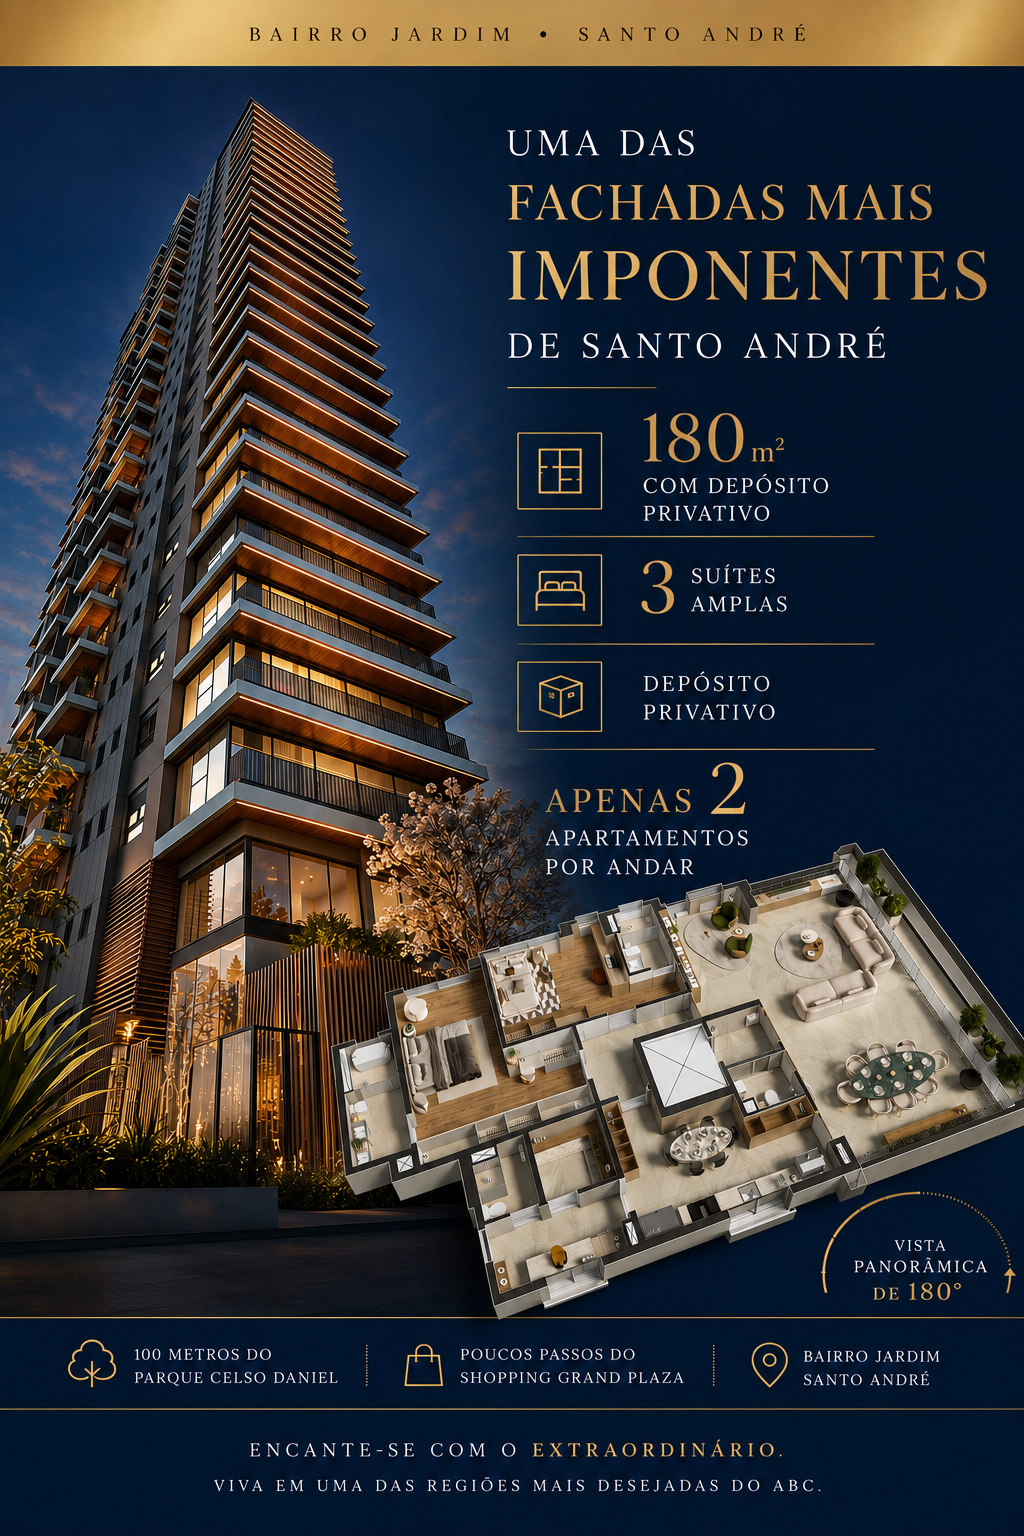 BAIRRO JARDIM • SANTO ANDRÉ
UMA DAS
FACHADAS MAIS
IMPONENTES
DE SANTO ANDRÉ
180 m²
COM DEPÓSITO
PRIVATIVO
3 SUÍTES
AMPLAS
DEPÓSITO
PRIVATIVO
APENAS 2
APARTAMENTOS
POR ANDAR
VISTA
PANORÂMICA
DE 180°
100 METROS DO
PARQUE CELSO DANIEL
POUCOS PASSOS DO
SHOPPING GRAND PLAZA
BAIRRO JARDIM
SANTO ANDRÉ
ENCANTE-SE COM O EXTRAORDINÁRIO.
VIVA EM UMA DAS REGIÕES MAIS DESEJADAS DO ABC.